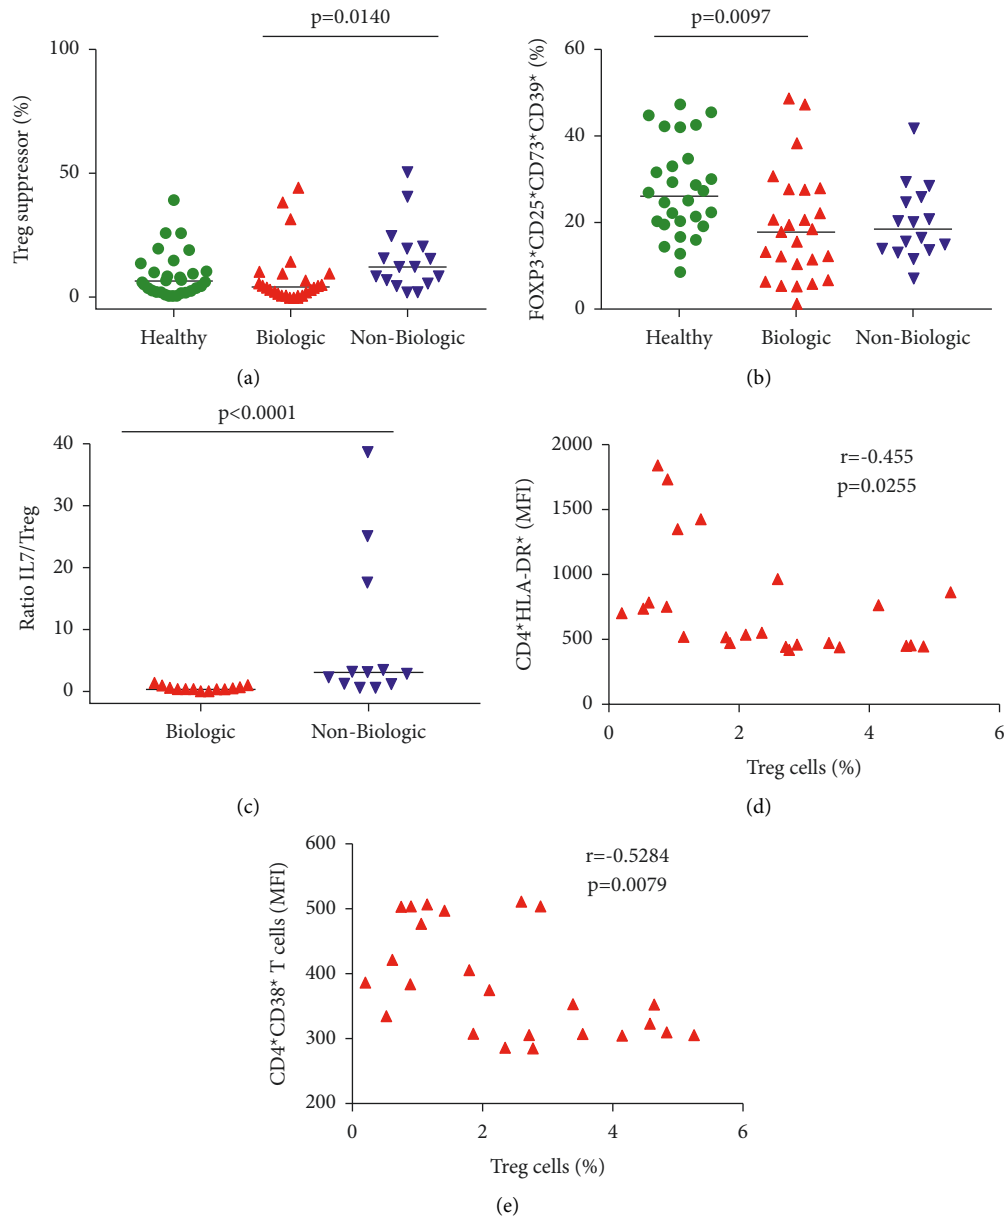 p=0.0140
Treg suppressor (%)
100
50
0
Healthy Biologic Non-Biologic
(a)
p=0.0097
FOXP3*CD25*CD73*CD39* (%)
60
40
20
0
Healthy Biologic Non-Biologic
(b)
p<0.0001
Ratio IL7/Treg
40
30
20
10
0
Biologic Non-Biologic
(c)
r=-0.455
p=0.0255
CD4*HLA-DR* (MFI)
2000
1500
1000
500
0
0 2 4 6
Treg cells (%)
(d)
r=-0.5284
p=0.0079
CD4*CD38* T cells (MFI)
600
500
400
300
200
0 2 4 6
Treg cells (%)
(e)